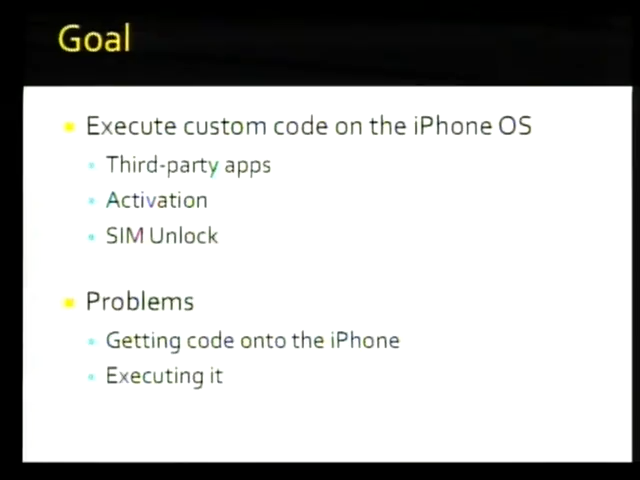 Goal
Execute custom code on the iPhone OS
Third-party apps
Activation
SIM Unlock
Problems
Getting code onto the iPhone
Executing it